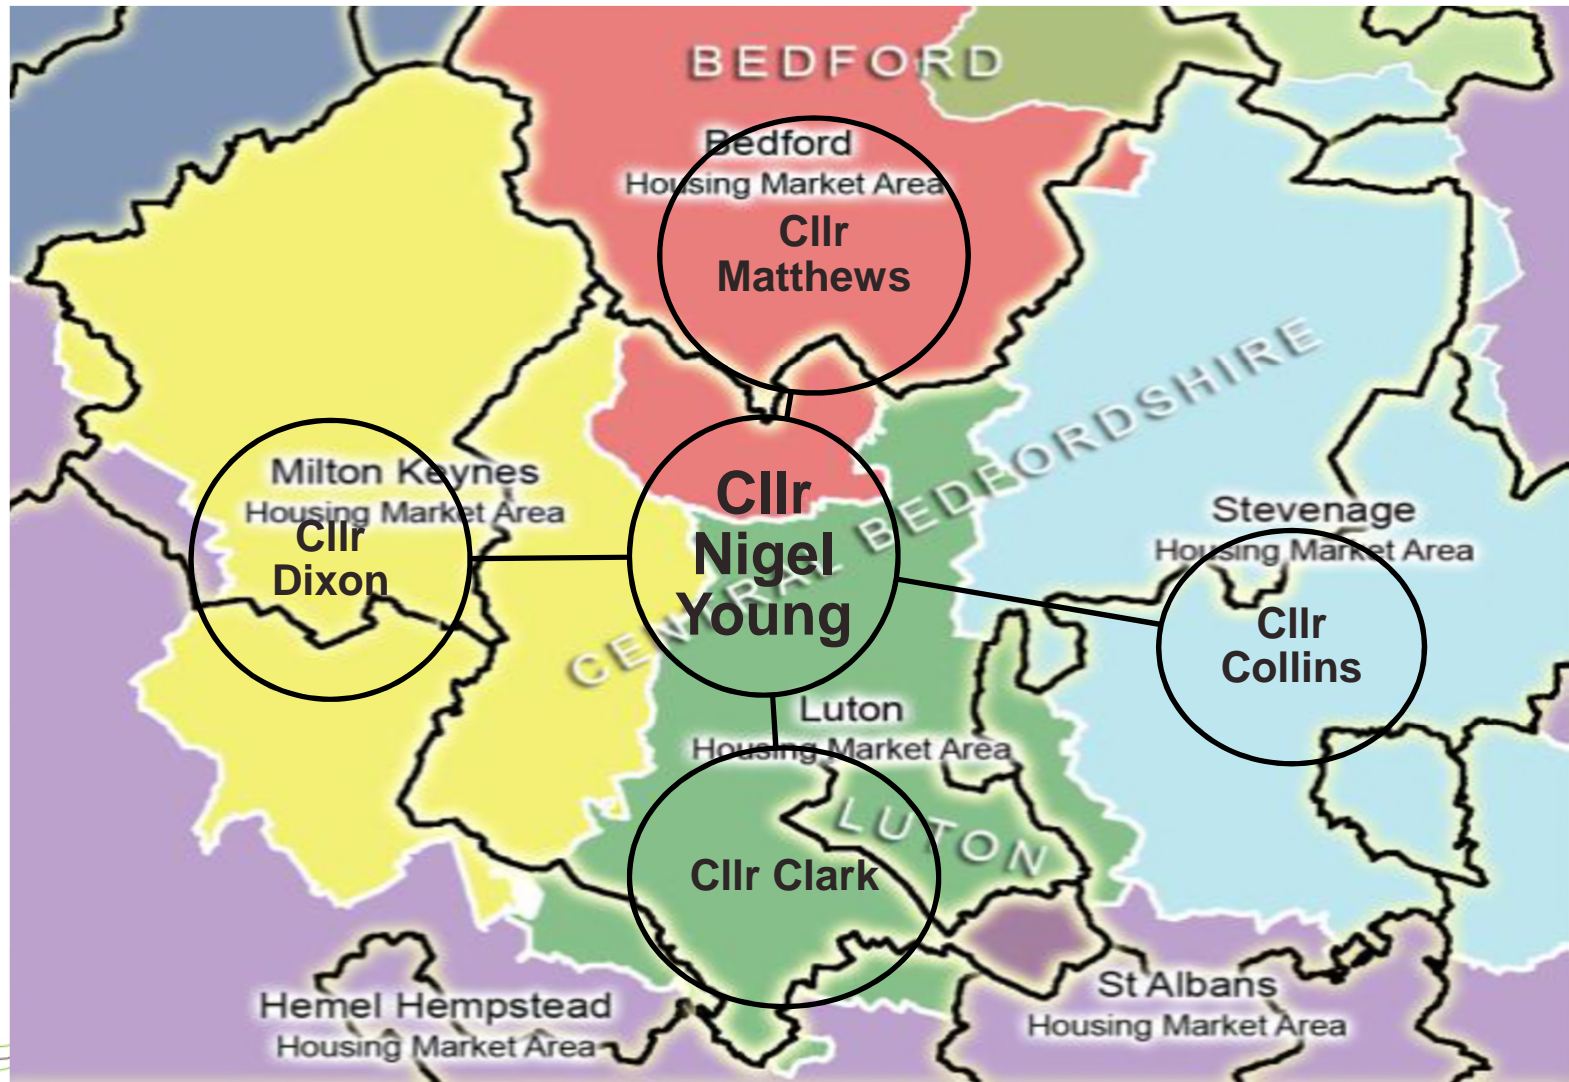 BEDFORD
Bedford
Housing Market Area
Cllr
Matthews
CENTRAL BEDFORDSHIRE
Milton Keynes
Housing Market Area
Cllr
Dixon
Cllr
Nigel
Young
Stevenage
Housing Market Area
Cllr
Collins
Luton
Housing Market Area
LUTON
Cllr Clark
Hemel Hempstead
Housing Market Area
St Albans
Housing Market Area